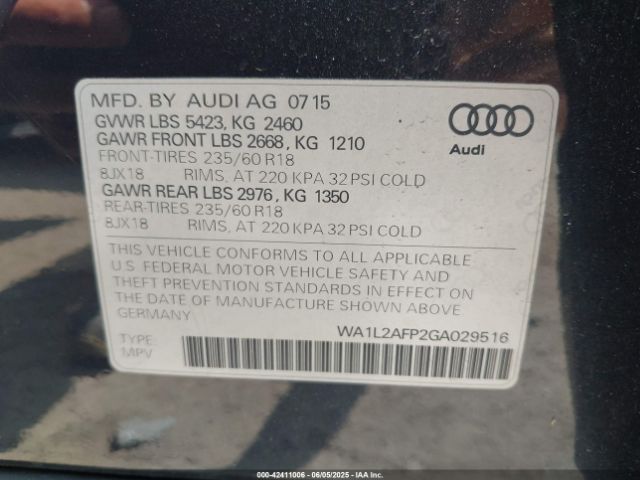 MFD. BY AUDI AG 07 15
GVWR LBS 5423, KG 2460
GAWR FRONT LBS 2668, KG 1210
FRONT-TIRES 235/60 R18
8JX18 RIMS, AT 220 KPA 32 PSI COLD
GAWR REAR LBS 2976, KG 1350
REAR-TIRES 235/60 R18
8JX18 RIMS, AT 220 KPA 32 PSI COLD
Audi
THIS VEHICLE CONFORMS TO ALL APPLICABLE
U.S. FEDERAL MOTOR VEHICLE SAFETY AND
THEFT PREVENTION STANDARDS IN EFFECT ON
THE DATE OF MANUFACTURE SHOWN ABOVE
GERMANY
WA1L2AFP2GA029516
TYPE:
MPV
000-42411006 - 06/05/2025 - IAAI.COM